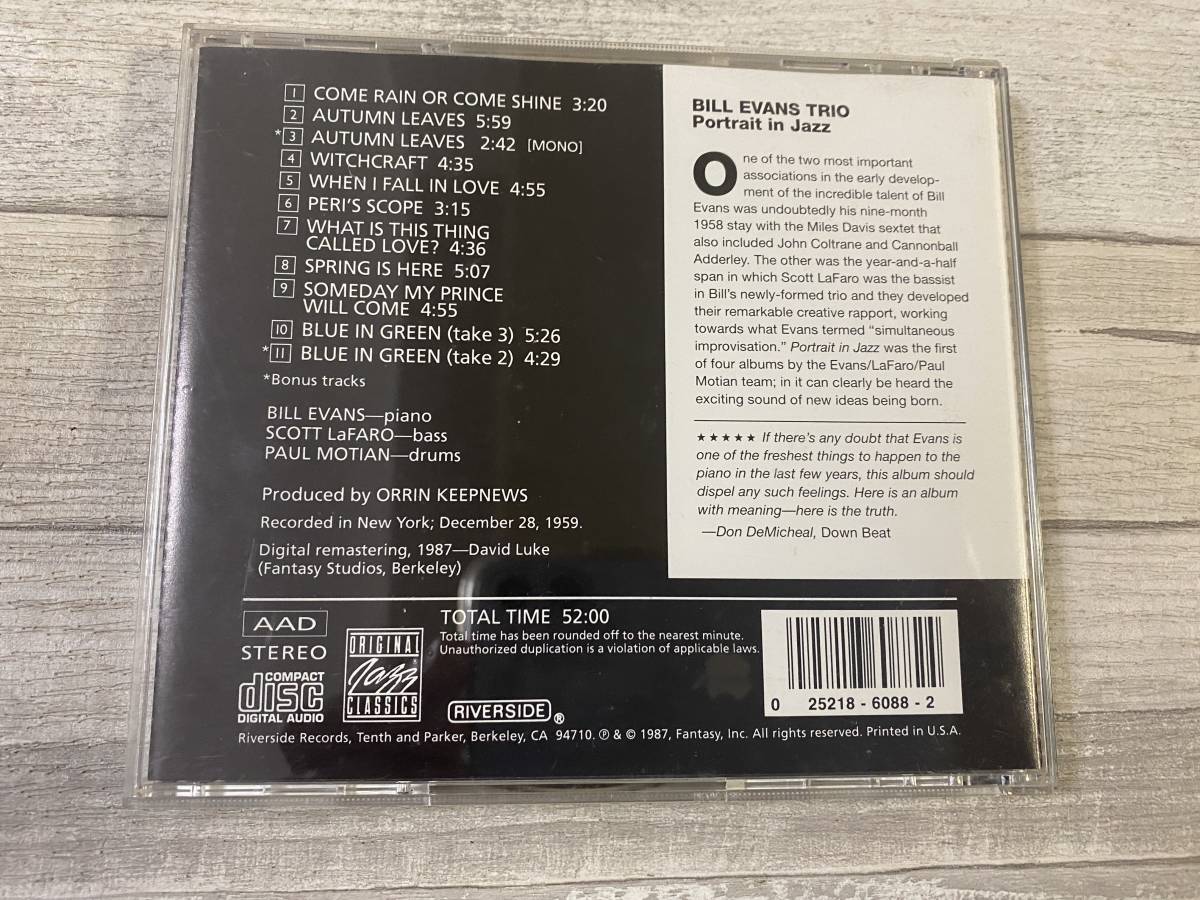 1 COME RAIN OR COME SHINE 3:20
2 AUTUMN LEAVES 5:59
*3 AUTUMN LEAVES 2:42 [MONO]
4 WITCHCRAFT 4:35
5 WHEN I FALL IN LOVE 4:55
6 PERI'S SCOPE 3:15
7 WHAT IS THIS THING
CALLED LOVE? 4:36
8 SPRING IS HERE 5:07
9 SOMEDAY MY PRINCE
WILL COME 4:55
10 BLUE IN GREEN (take 3) 5:26
*11 BLUE IN GREEN (take 2) 4:29
*Bonus tracks
BILL EVANS—piano
SCOTT LaFARO—bass
PAUL MOTIAN—drums
Produced by ORRIN KEEPNEWS
Recorded in New York; December 28, 1959.
Digital remastering, 1987—David Luke
(Fantasy Studios, Berkeley)
BILL EVANS TRIO
Portrait in Jazz
One of the two most important
associations in the early develop-
ment of the incredible talent of Bill
Evans was undoubtedly his nine-month
1958 stay with the Miles Davis sextet that
also included John Coltrane and Cannonball
Adderley. The other was the year-and-a-half
span in which Scott LaFaro was the bassist
in Bill's newly-formed trio and they developed
their remarkable creative rapport, working
towards what Evans termed "simultaneous
improvisation." Portrait in Jazz was the first
of four albums by the Evans/LaFaro/Paul
Motian team; in it can clearly be heard the
exciting sound of new ideas being born.
★★★★★ If there's any doubt that Evans is
one of the freshest things to happen to the
piano in the last few years, this album should
dispel any such feelings. Here is an album
with meaning—here is the truth.
—Don DeMicheal, Down Beat
AAD
STEREO
COMPACT
disc
DIGITAL AUDIO
ORIGINAL
Jazz
CLASSICS
TOTAL TIME 52:00
Total time has been rounded off to the nearest minute.
Unauthorized duplication is a violation of applicable laws.
RIVERSIDE®
0 25218-6088-2
Riverside Records, Tenth and Parker, Berkeley, CA 94710. ℗ & © 1987, Fantasy, Inc. All rights reserved. Printed in U.S.A.